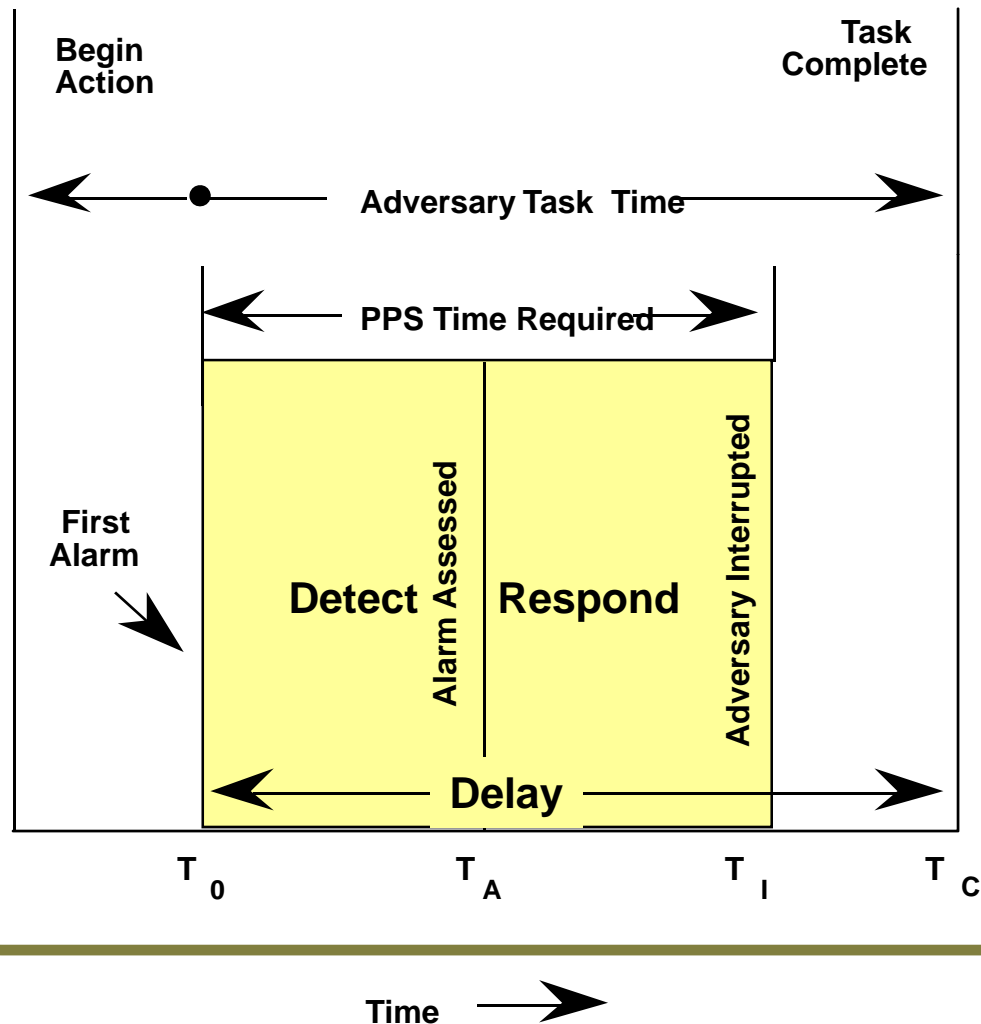 Begin
Action
Task
Complete
Adversary Task Time
PPS Time Required
First
Alarm
Detect
Alarm Assessed
Respond
Adversary Interrupted
Delay
T 0
T A
T I
T C
Time